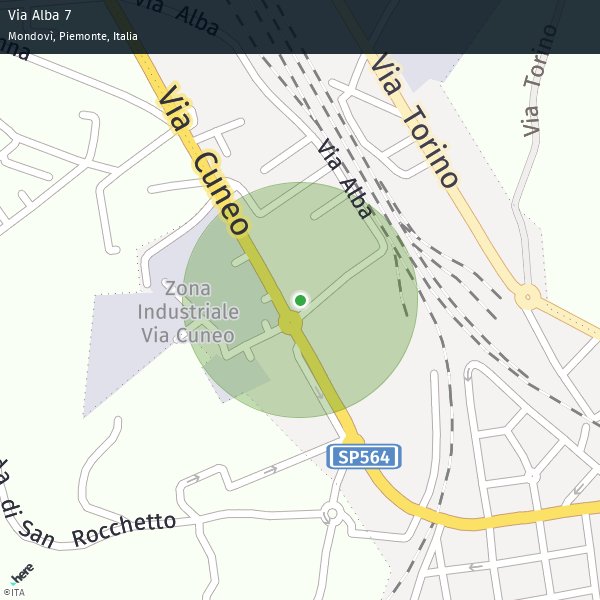 Via Alba 7
Mondovì, Piemonte, Italia
Via Alba
Via Torino
Via Torino
Via Cuneo
Via Alba
Zona
Industriale
Via Cuneo
SP564
di San Rocchetto
here
©ITA